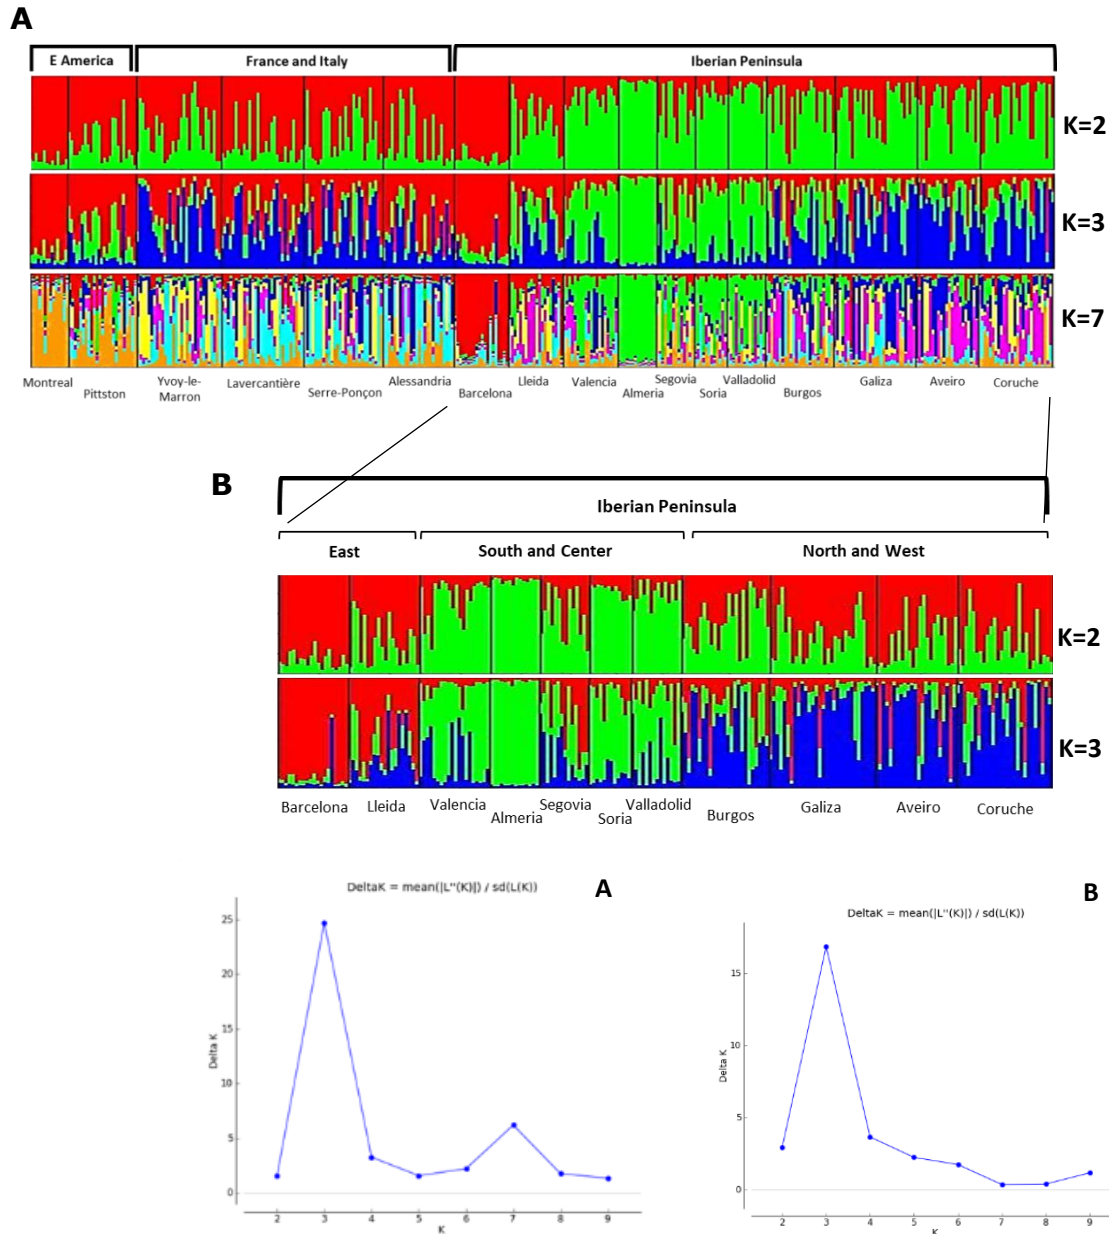 A
E America France and Italy Iberian Peninsula
K=2
K=3
K=7
Montreal Pittston Yvoy-le-Marron Lavercantière Serre-Ponçon Alessandria Barcelona Lleida Valencia Almeria Segovia Soria Valladolid Burgos Galiza Aveiro Coruche
B
Iberian Peninsula
East South and Center North and West
K=2
K=3
Barcelona Lleida Valencia Almeria Segovia Soria Valladolid Burgos Galiza Aveiro Coruche
A
DeltaK = mean(|L''(K)|) / sd(L(K))
Delta K
25
20
15
10
5
0
2 3 4 5 6 7 8 9
K
B
DeltaK = mean(|L''(K)|) / sd(L(K))
Delta K
15
10
5
0
2 3 4 5 6 7 8 9
K